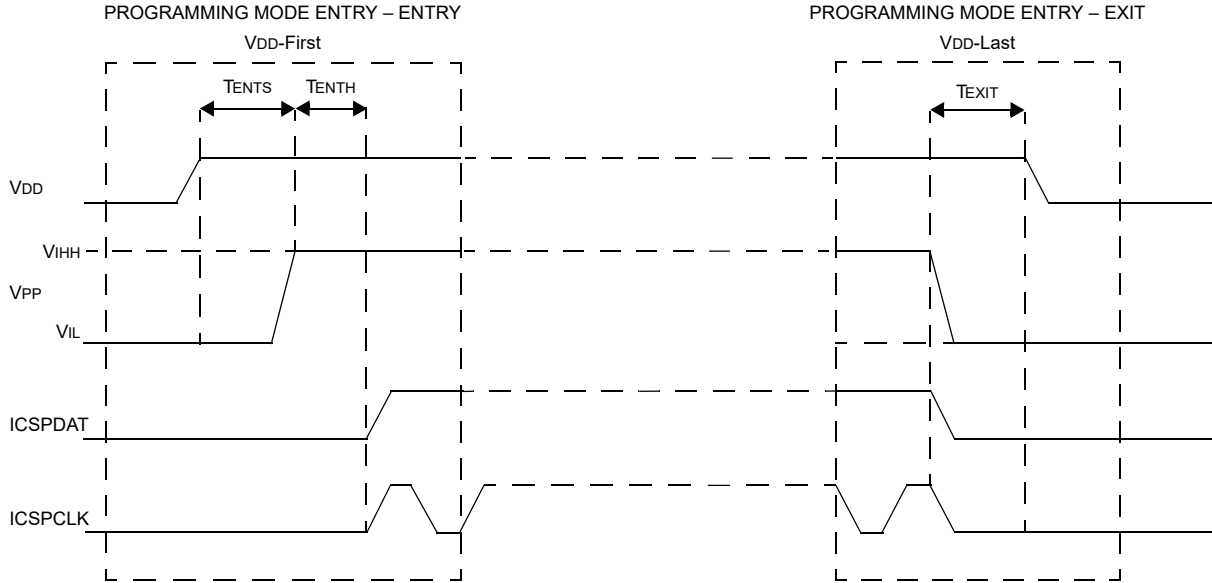 PROGRAMMING MODE ENTRY – ENTRY
VDD-First
TENTS
TENTH
PROGRAMMING MODE ENTRY – EXIT
VDD-Last
TEXIT
VDD
VIHH
VPP
VIL
ICSPDAT
ICSPCLK